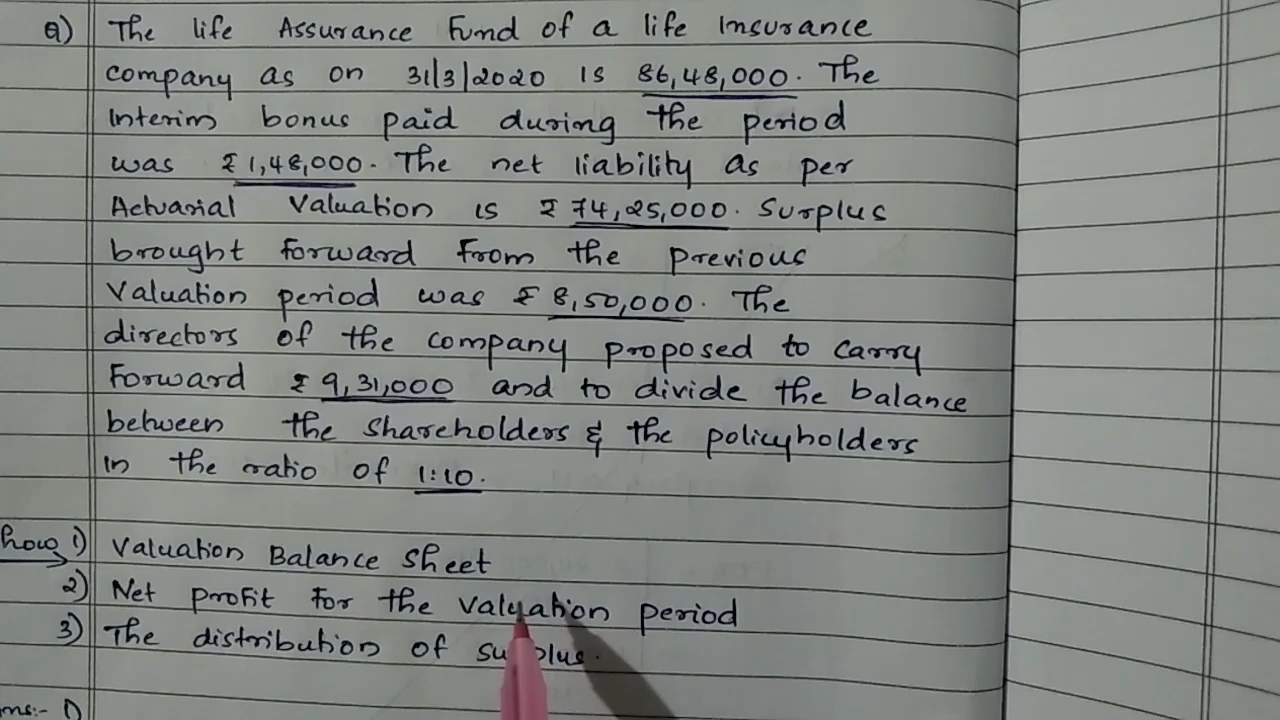 Q) The life Assurance Fund of a life Insurance
company as on 31/3/2020 is 86,48,000. The
Interim bonus paid during the period
was ₹ 1,48,000. The net liability as per
Actuarial Valuation is ₹ 74,25,000. Surplus
brought forward from the previous
Valuation period was ₹ 8,50,000. The
directors of the company proposed to carry
Forward ₹ 9,31,000 and to divide the balance
between the shareholders & the policyholders
in the ratio of 1:10.
how 1) Valuation Balance sheet
2) Net profit for the valuation period
3) The distribution of surplus.
ms:- 1)